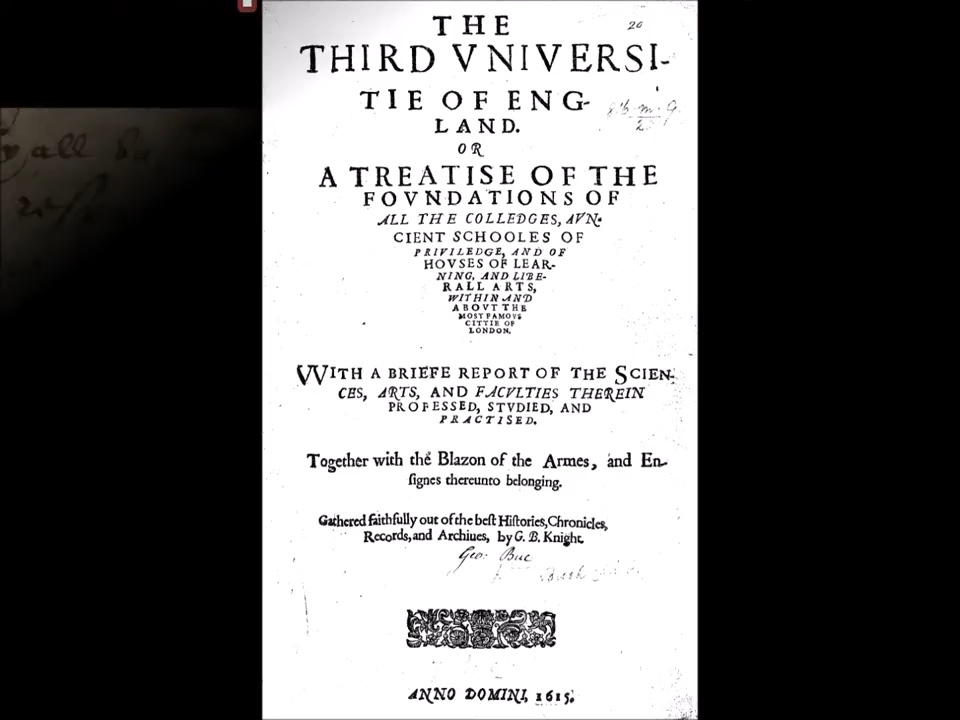 all
THE
20
THIRD VNIVERSI-
TIE OF ENG-
LAND.
OR
A TREATISE OF THE
FOVNDATIONS OF
ALL THE COLLEDGES, AVN-
CIENT SCHOOLES OF
PRIVILEDGE, AND OF
HOVSES OF LEAR-
NING, AND LIBE-
RALL ARTS,
WITHIN AND
ABOVT THE
MOST FAMOVS
CITTIE OF
LONDON.
WITH A BRIEFE REPORT OF THE SCIEN-
CES, ARTS, AND FACVLTIES THEREIN
PROFESSED, STVDIED, AND
PRACTISED.
Together with the Blazon of the Armes, and En-
ſignes thereunto belonging.
Gathered faithfully out of the beſt Hiſtories, Chronicles,
Records, and Archiues, by G. B. Knight.
Geo: Buc
ANNO DOMINI, 1615.